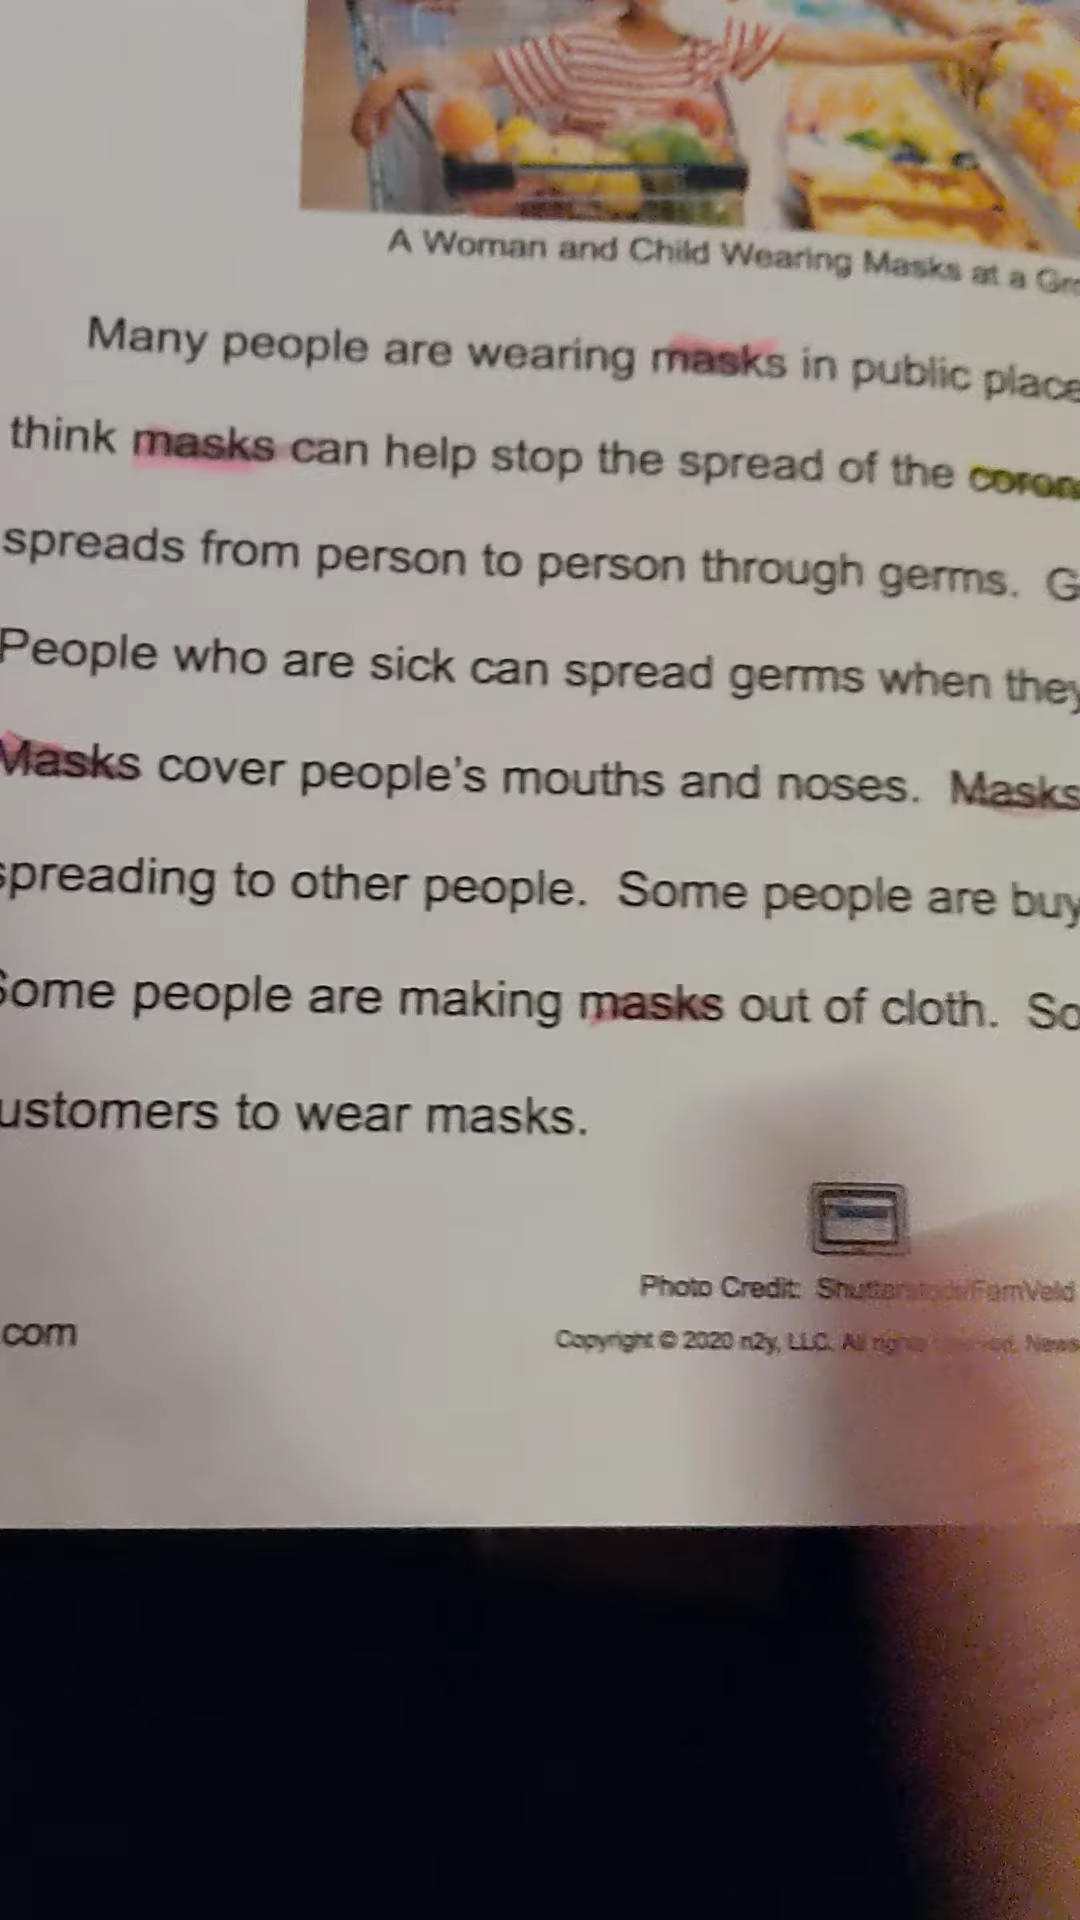 A Woman and Child Wearing Masks at a Gro
Many people are wearing masks in public place
think masks can help stop the spread of the coron
spreads from person to person through germs. G
People who are sick can spread germs when they
Masks cover people's mouths and noses. Masks
spreading to other people. Some people are buy
Some people are making masks out of cloth. So
ustomers to wear masks.
Photo Credit: Shutterstock/FamVeld
.com
Copyright © 2020 n2y, LLC. All rights reserved. News